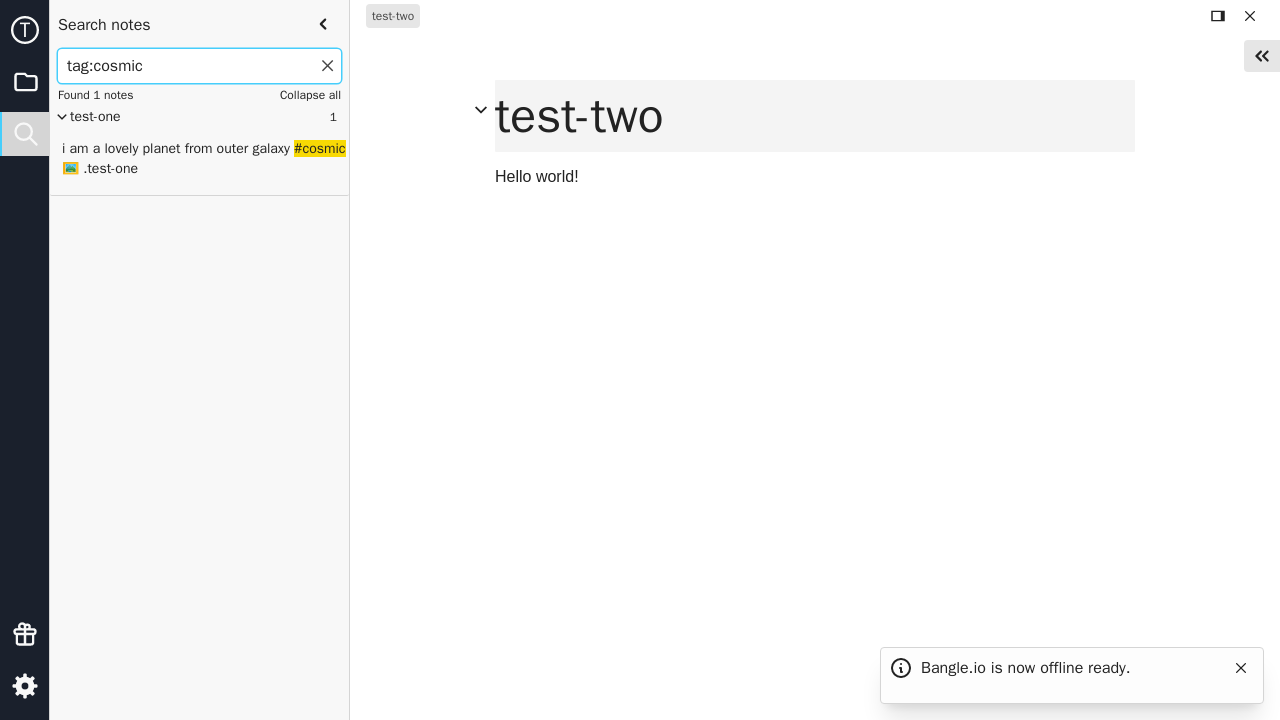 T
Search notes
tag:cosmic
Found 1 notes
Collapse all
test-one
1
i am a lovely planet from outer galaxy #cosmic
.test-one
test-two
test-two
Hello world!
Bangle.io is now offline ready.